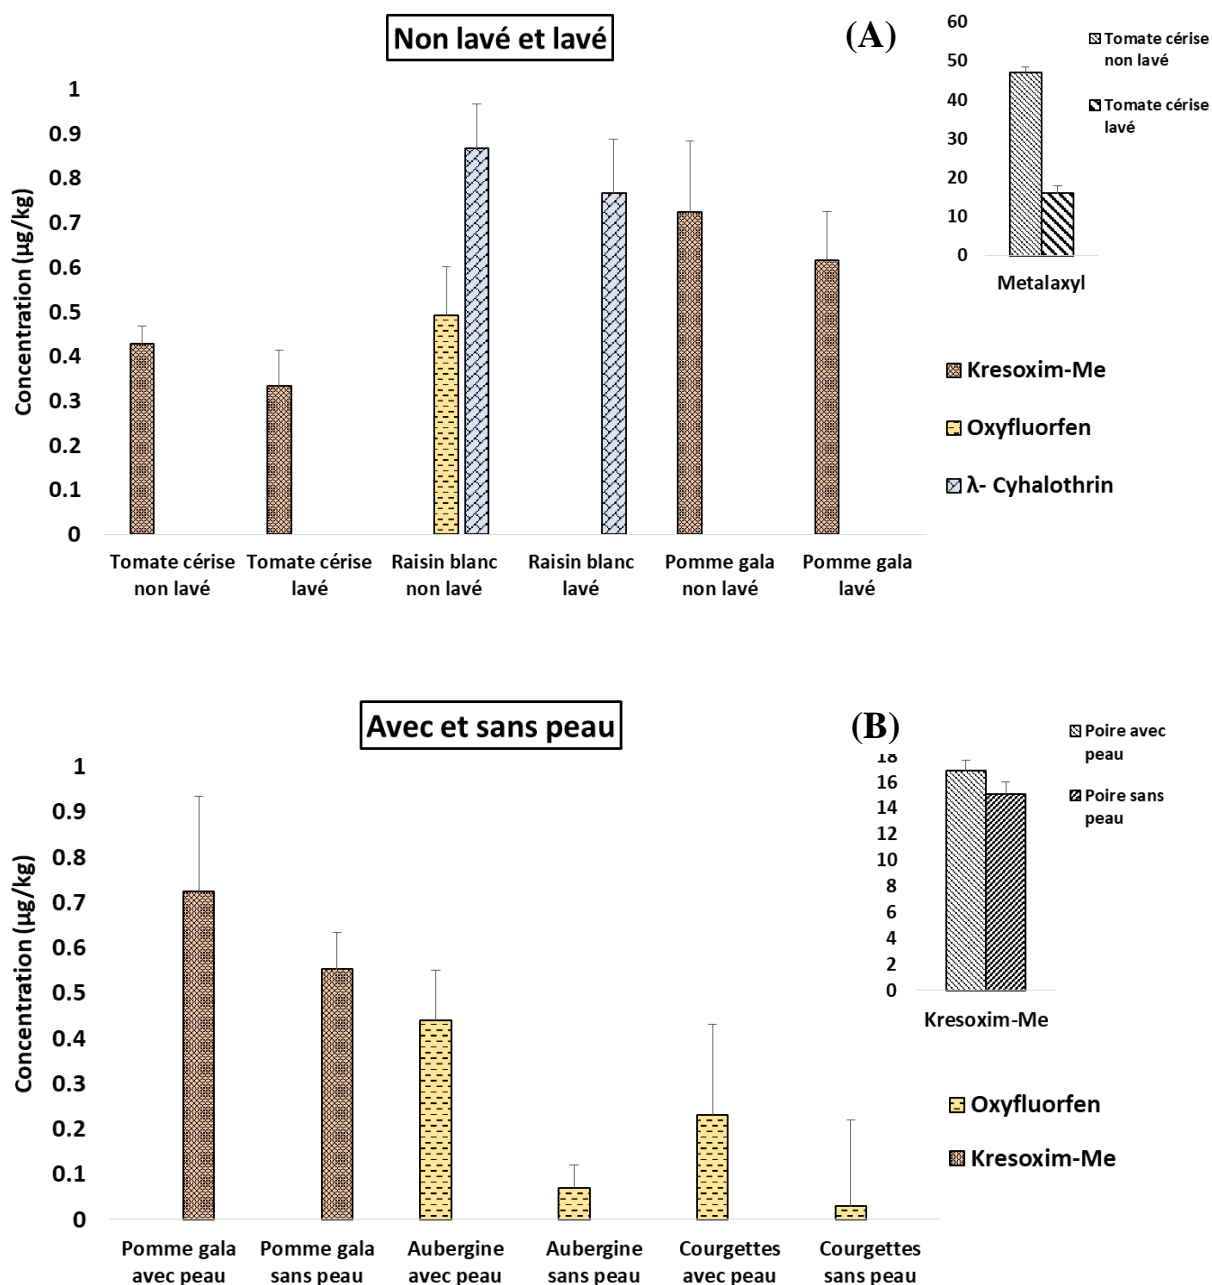 Non lavé et lavé
(A)
Concentration (µg/kg)
1
0.9
0.8
0.7
0.6
0.5
0.4
0.3
0.2
0.1
0
Tomate cérise
non lavé
Tomate cérise
lavé
Raisin blanc
non lavé
Raisin blanc
lavé
Pomme gala
non lavé
Pomme gala
lavé
60
50
40
30
20
10
0
Metalaxyl
Tomate cérise
non lavé
Tomate cérise
lavé
Kresoxim-Me
Oxyfluorfen
λ- Cyhalothrin
Avec et sans peau
(B)
Concentration (µg/kg)
1
0.9
0.8
0.7
0.6
0.5
0.4
0.3
0.2
0.1
0
Pomme gala
avec peau
Pomme gala
sans peau
Aubergine
avec peau
Aubergine
sans peau
Courgettes
avec peau
Courgettes
sans peau
18
16
14
12
10
8
6
4
2
0
Kresoxim-Me
Poire avec
peau
Poire sans
peau
Oxyfluorfen
Kresoxim-Me